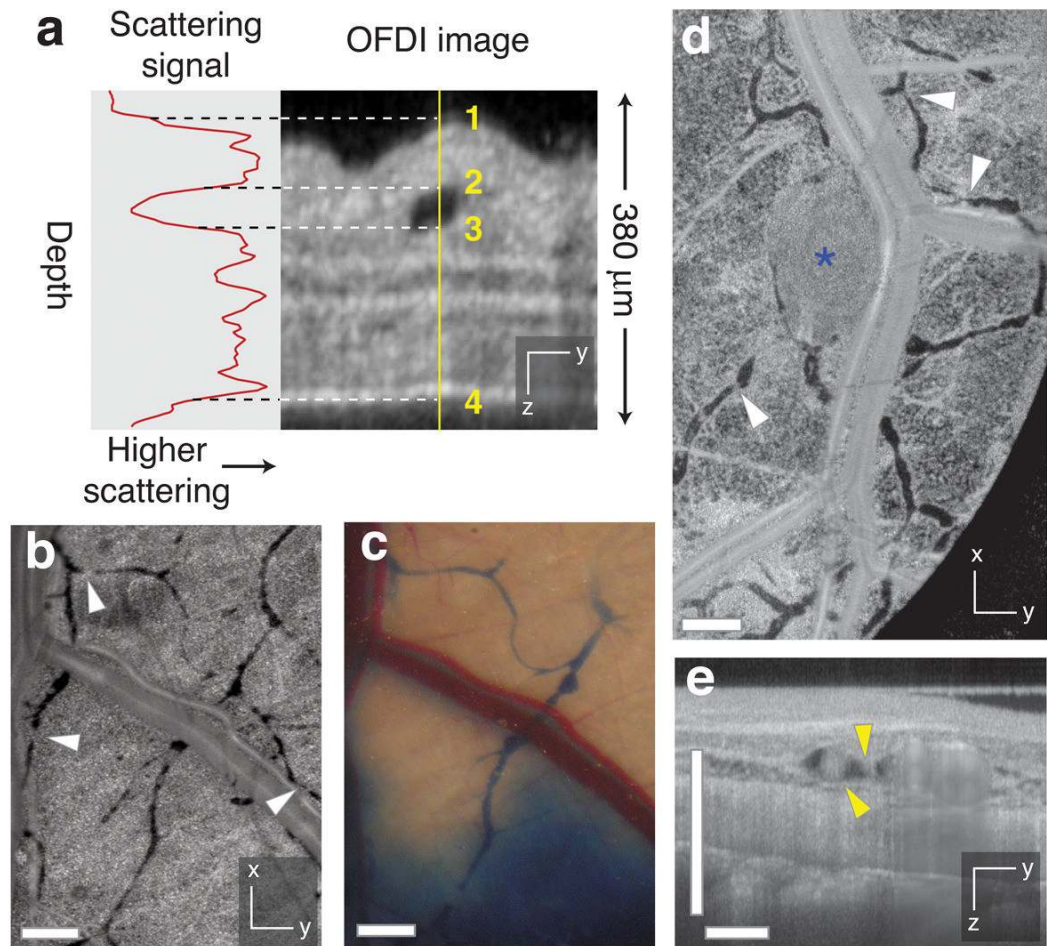 a
Scattering
signal
OFDI image
1
2
3
4
Depth
380 μm
y
z
Higher
scattering
b
x
y
c
d
*
x
y
e
y
z